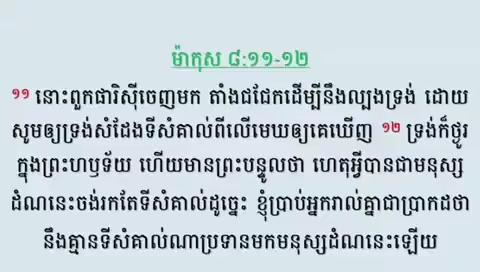 ម៉ាកុស ៨:១១-១២
១១ នោះពួកផារិស៊ីចេញមក តាំងជជែកដើម្បីនឹងល្បងទ្រង់ ដោយ
សូមឲ្យទ្រង់សំដែងទីសំគាល់ពីលើមេឃឲ្យគេឃើញ ១២ ទ្រង់ក៏ថ្ងូរ
ក្នុងព្រះហឫទ័យ ហើយមានព្រះបន្ទូលថា ហេតុអ្វីបានជាមនុស្ស
ដំណនេះចង់រកតែទីសំគាល់ដូច្នេះ ខ្ញុំប្រាប់អ្នករាល់គ្នាជាប្រាកដថា
នឹងគ្មានទីសំគាល់ណាប្រទានមកមនុស្សដំណនេះឡើយ